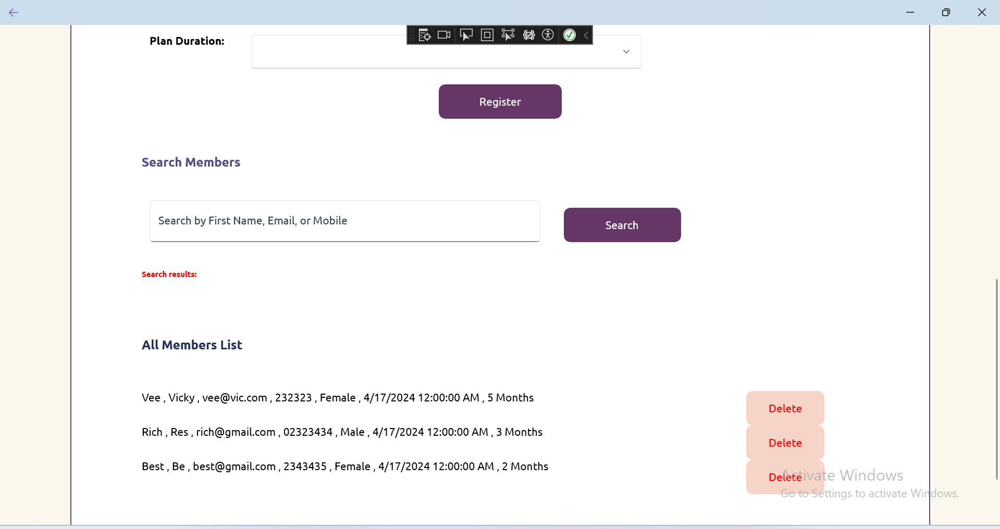 Plan Duration:
Register
Search Members
Search by First Name, Email, or Mobile
Search
Search results:
All Members List
Vee , Vicky , vee@vic.com , 232323 , Female , 4/17/2024 12:00:00 AM , 5 Months
Delete
Rich , Res , rich@gmail.com , 02323434 , Male , 4/17/2024 12:00:00 AM , 3 Months
Delete
Best , Be , best@gmail.com , 2343435 , Female , 4/17/2024 12:00:00 AM , 2 Months
Delete
Activate Windows
Go to Settings to activate Windows.